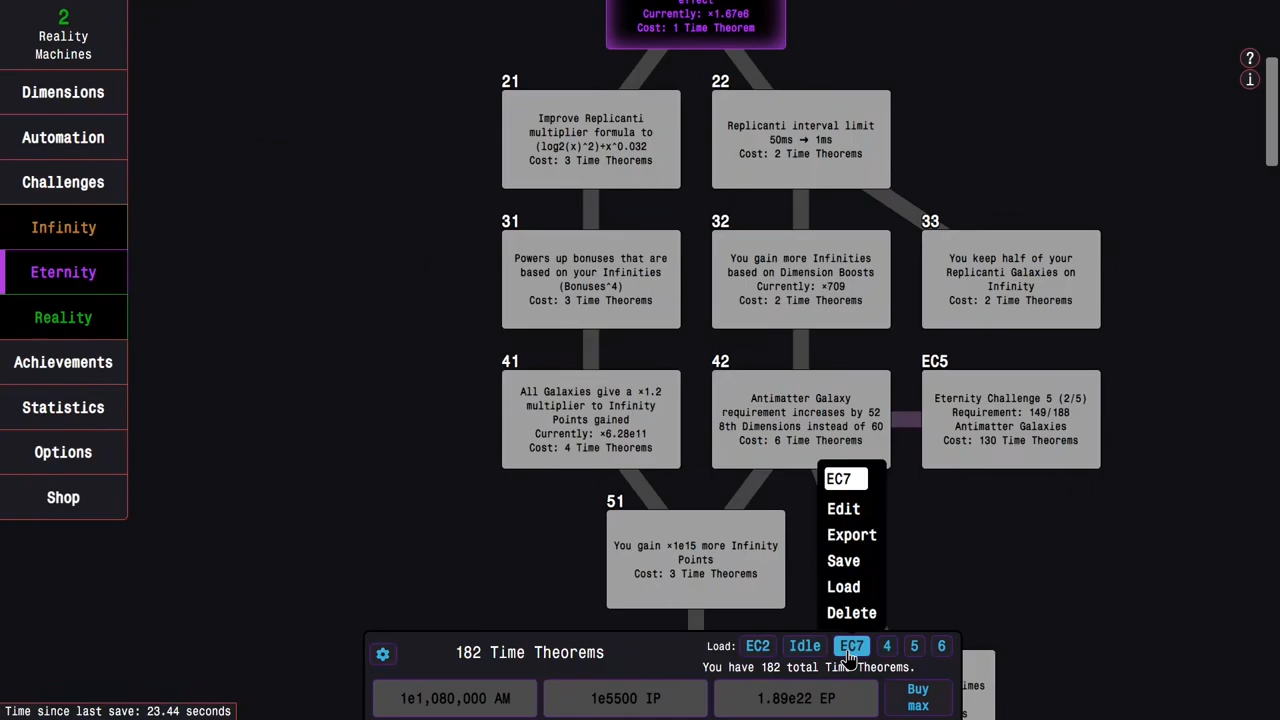 2
Reality
Machines
Dimensions
Automation
Challenges
Infinity
Eternity
Reality
Achievements
Statistics
Options
Shop
Time since last save: 23.44 seconds
effect
Currently: ×1.67e6
Cost: 1 Time Theorem
?
i
21
Improve Replicanti
multiplier formula to
(log2(x)^2)+x^0.032
Cost: 3 Time Theorems
22
Replicanti interval limit
50ms → 1ms
Cost: 2 Time Theorems
31
Powers up bonuses that are
based on your Infinities
(Bonuses^4)
Cost: 3 Time Theorems
32
You gain more Infinities
based on Dimension Boosts
Currently: ×709
Cost: 2 Time Theorems
33
You keep half of your
Replicanti Galaxies on
Infinity
Cost: 2 Time Theorems
41
All Galaxies give a ×1.2
multiplier to Infinity
Points gained
Currently: ×6.28e11
Cost: 4 Time Theorems
42
Antimatter Galaxy
requirement increases by 52
8th Dimensions instead of 60
Cost: 6 Time Theorems
EC5
Eternity Challenge 5 (2/5)
Requirement: 149/188
Antimatter Galaxies
Cost: 130 Time Theorems
51
You gain ×1e15 more Infinity
Points
Cost: 3 Time Theorems
EC7
Edit
Export
Save
Load
Delete
182 Time Theorems
Load: EC2 Idle EC7 4 5 6
You have 182 total Time Theorems.
1e1,080,000 AM
1e5500 IP
1.89e22 EP
Buy
max